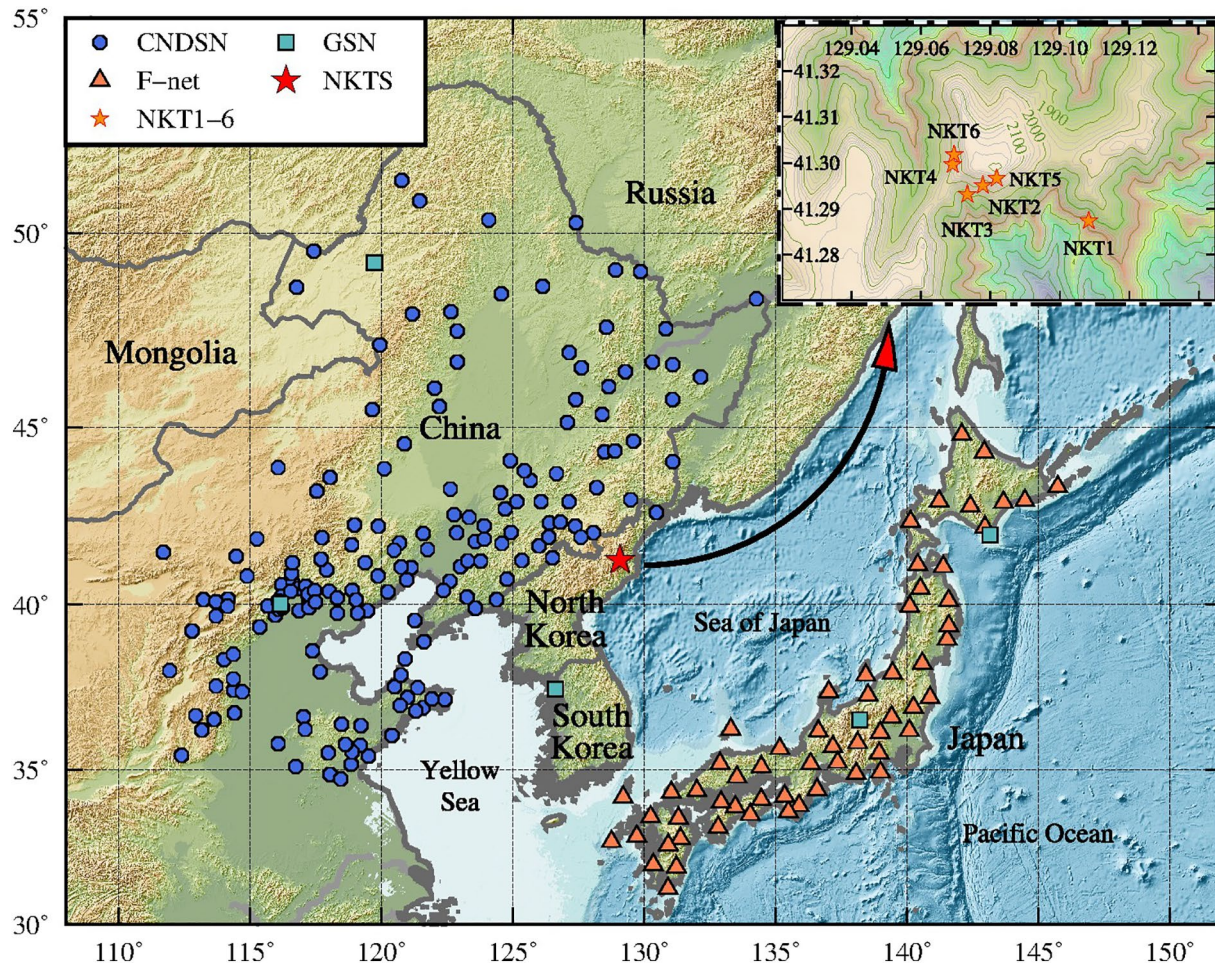 55°
50°
45°
40°
35°
30°
CNDSN
GSN
F-net
NKTS
NKT1-6
129.04 129.06 129.08 129.10 129.12
41.32
41.31
41.30
41.29
41.28
1900
2000
2100
NKT6
NKT4
NKT5
NKT2
NKT3
NKT1
Russia
Mongolia
China
North
Korea
Sea of Japan
South
Korea
Japan
Yellow
Sea
Pacific Ocean
110° 115° 120° 125° 130° 135° 140° 145° 150°